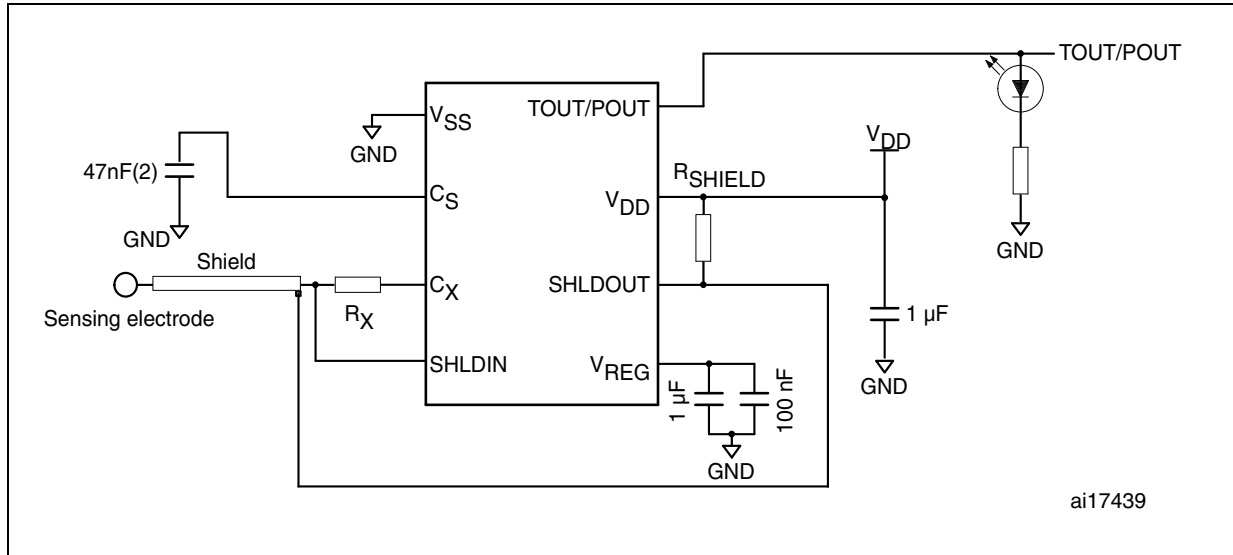 TOUT/POUT
VSS
TOUT/POUT
GND
VDD
47nF(2)
RSHIELD
CS
VDD
GND
GND
Shield
CX
SHLDOUT
1 µF
Sensing electrode
RX
SHLDIN
VREG
1 µF
100 nF
GND
GND
ai17439